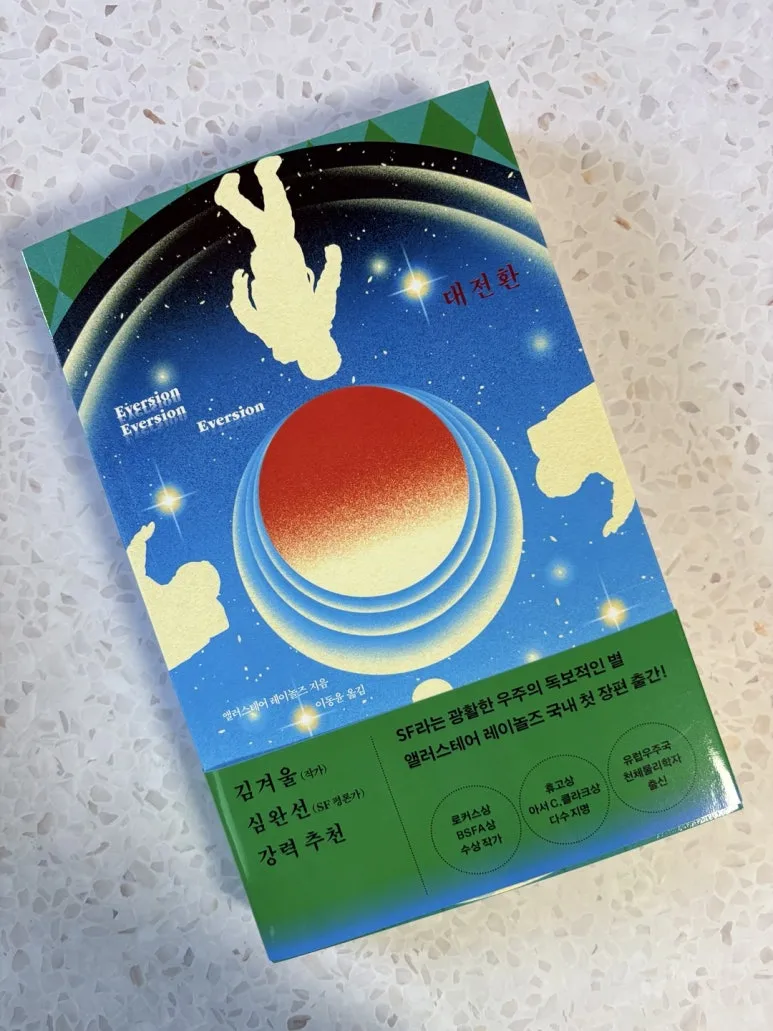 대전환
Eversion
Eversion
Eversion
앨러스테어 레이놀즈 지음
이동윤 옮김
SF라는 광활한 우주의 독보적인 별
앨러스테어 레이놀즈 국내 첫 장편 출간!
김겨울 (작가)
심완선 (SF 평론가)
강력 추천
로커스상
BSFA상
수상 작가
휴고상
아서 C. 클라크상
다수 지명
유럽우주국
천체물리학자
출신